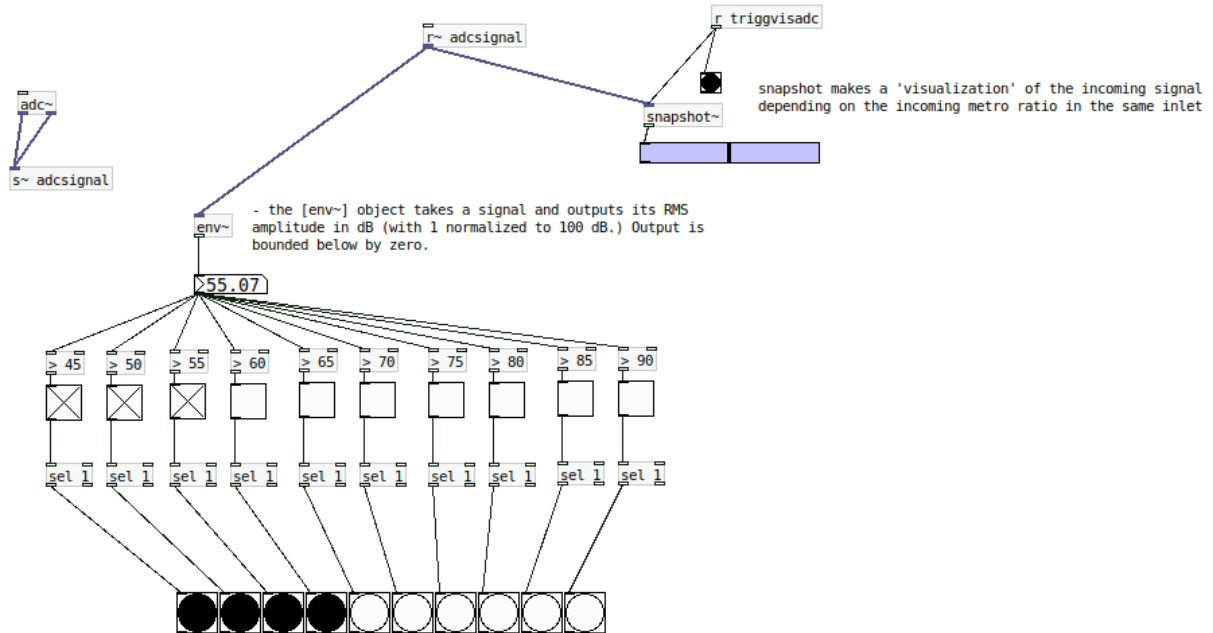 r triggvisadc
r~ adcsignal
snapshot makes a 'visualization' of the incoming signal
depending on the incoming metro ratio in the same inlet
adc~
snapshot~
s~ adcsignal
- the [env~] object takes a signal and outputs its RMS
amplitude in dB (with 1 normalized to 100 dB.) Output is
bounded below by zero.
env~
55.07
> 45 > 50 > 55 > 60 > 65 > 70 > 75 > 80 > 85 > 90
sel 1 sel 1 sel 1 sel 1 sel 1 sel 1 sel 1 sel 1 sel 1 sel 1